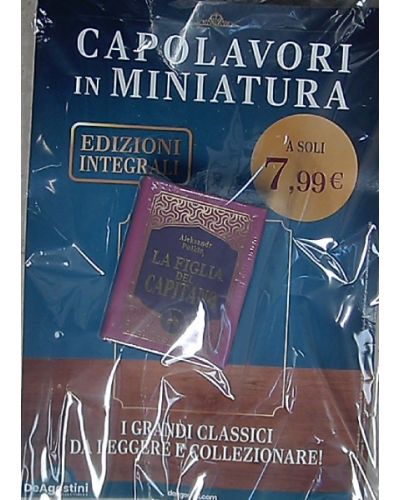 CAPOLAVORI
IN MINIATURA
EDIZIONI
INTEGRALI
A SOLI
7,99€
Aleksandr
Puškin
LA FIGLIA
DEL
CAPITANO
I GRANDI CLASSICI
DA LEGGERE E COLLEZIONARE!
DeAgostini